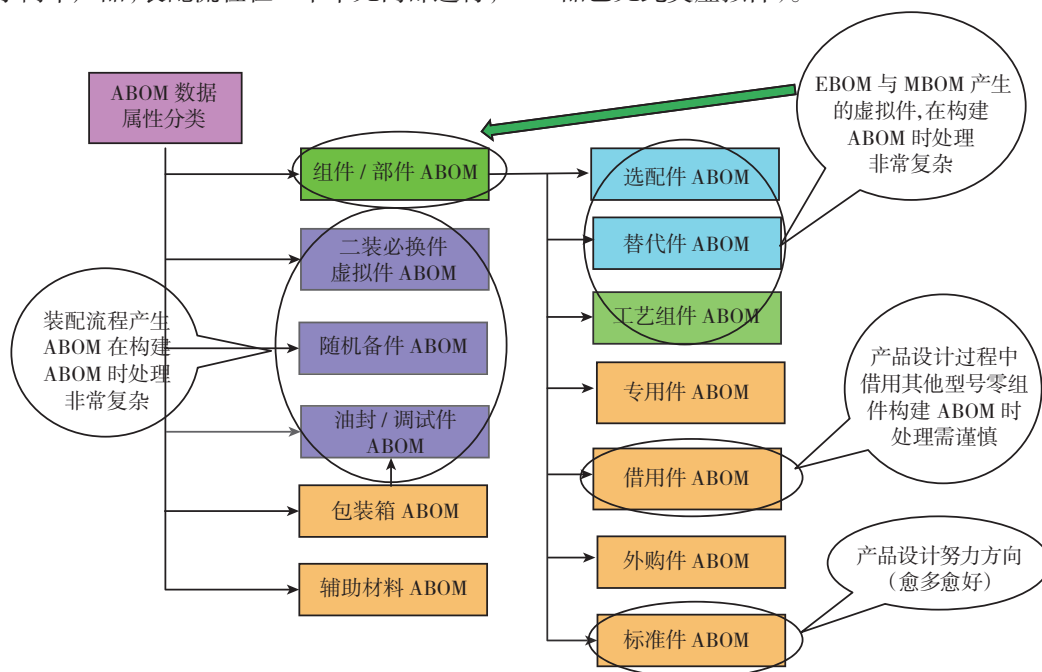 ABOM 数据
属性分类
EBOM 与 MBOM 产生
的虚拟件,在构建
ABOM 时处理
非常复杂
组件 / 部件 ABOM
选配件 ABOM
二装必换件
虚拟件 ABOM
替代件 ABOM
装配流程产生
ABOM 在构建
ABOM 时处理
非常复杂
随机备件 ABOM
工艺组件 ABOM
产品设计过程中
借用其他型号零组
件构建 ABOM 时
处理需谨慎
专用件 ABOM
油封 / 调试件
ABOM
借用件 ABOM
包装箱 ABOM
外购件 ABOM
产品设计努力方向
（愈多愈好）
辅助材料 ABOM
标准件 ABOM